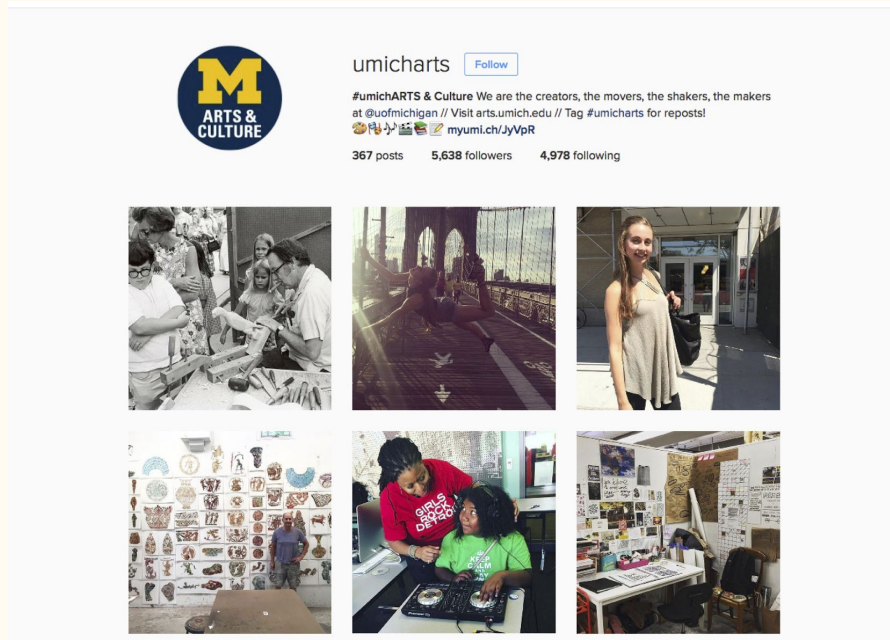 M
ARTS &
CULTURE
umicharts Follow
#umichARTS & Culture We are the creators, the movers, the shakers, the makers
at @uofmichigan // Visit arts.umich.edu // Tag #umicharts for reposts!
🎨🎭🎶🎬📚📝 myumi.ch/JyVpR
367 posts 5,638 followers 4,978 following
GIRLS
ROCK
DETROIT
KEEP
CALM
AND